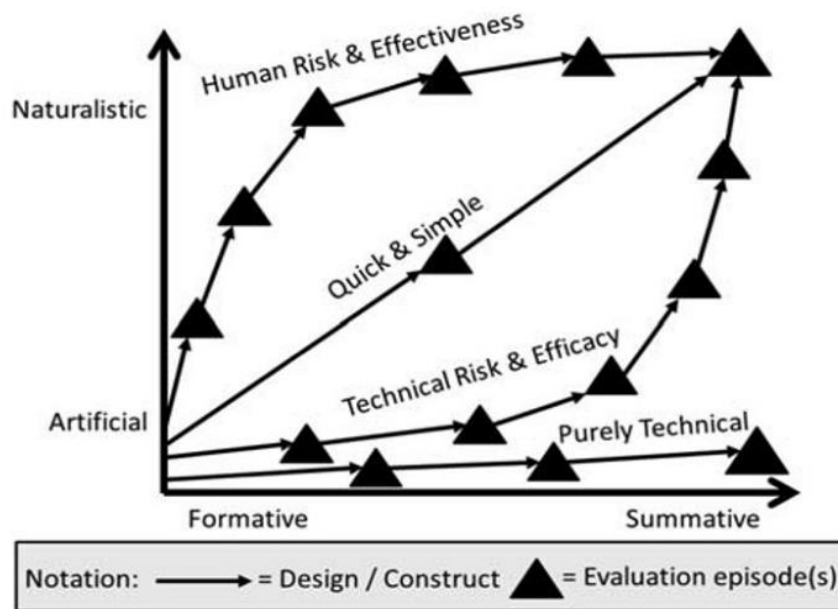 Human Risk & Effectiveness
Naturalistic
Quick & Simple
Technical Risk & Efficacy
Artificial
Purely Technical
Formative
Summative
Notation:
= Design / Construct
= Evaluation episode(s)